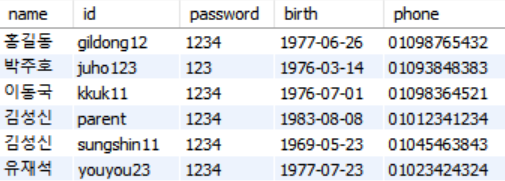 name id password birth phone
홍길동 gildong12 1234 1977-06-26 01098765432
박주호 juho123 123 1976-03-14 01093848383
이동국 kkuk11 1234 1976-07-01 01098364521
김성신 parent 1234 1983-08-08 01012341234
김성신 sungshin11 1234 1969-05-23 01045463843
유재석 youyou23 1234 1977-07-23 01023424324